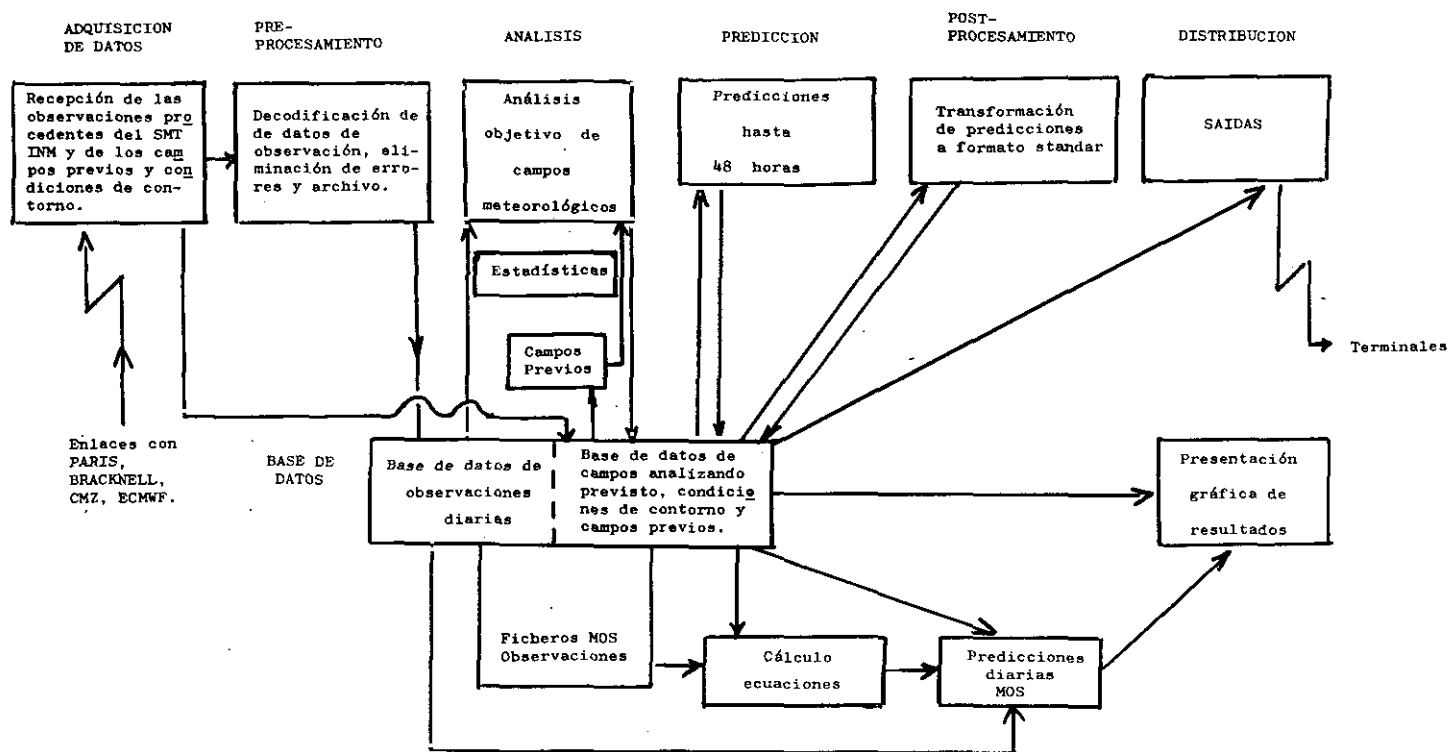 ADQUISICION
DE DATOS
PRE-
PROCESAMIENTO
ANALISIS
PREDICCION
POST-
PROCESAMIENTO
DISTRIBUCION
Recepción de las
observaciones pro
cedentes del SMT
INM y de los cam
pos previos y con
diciones de con-
torno.
Decodificación de
de datos de
observación, eli-
minación de erro-
res y archivo.
Análisis
objetivo de
campos
meteorológicos
Predicciones
hasta
48 horas
Transformación
de predicciones
a formato standar
SAIDAS
Estadísticas
Campos
Previos
Terminales
Enlaces con
PARIS,
BRACKNELL,
CMZ, ECMWF.
BASE DE
DATOS
Base de datos de
observaciones
diarias
Base de datos de
campos analizando
previsto, condicio
nes de contorno y
campos previos.
Presentación
gráfica de
resultados
Ficheros MOS
Observaciones
Cálculo
ecuaciones
Predicciones
diarias
MOS